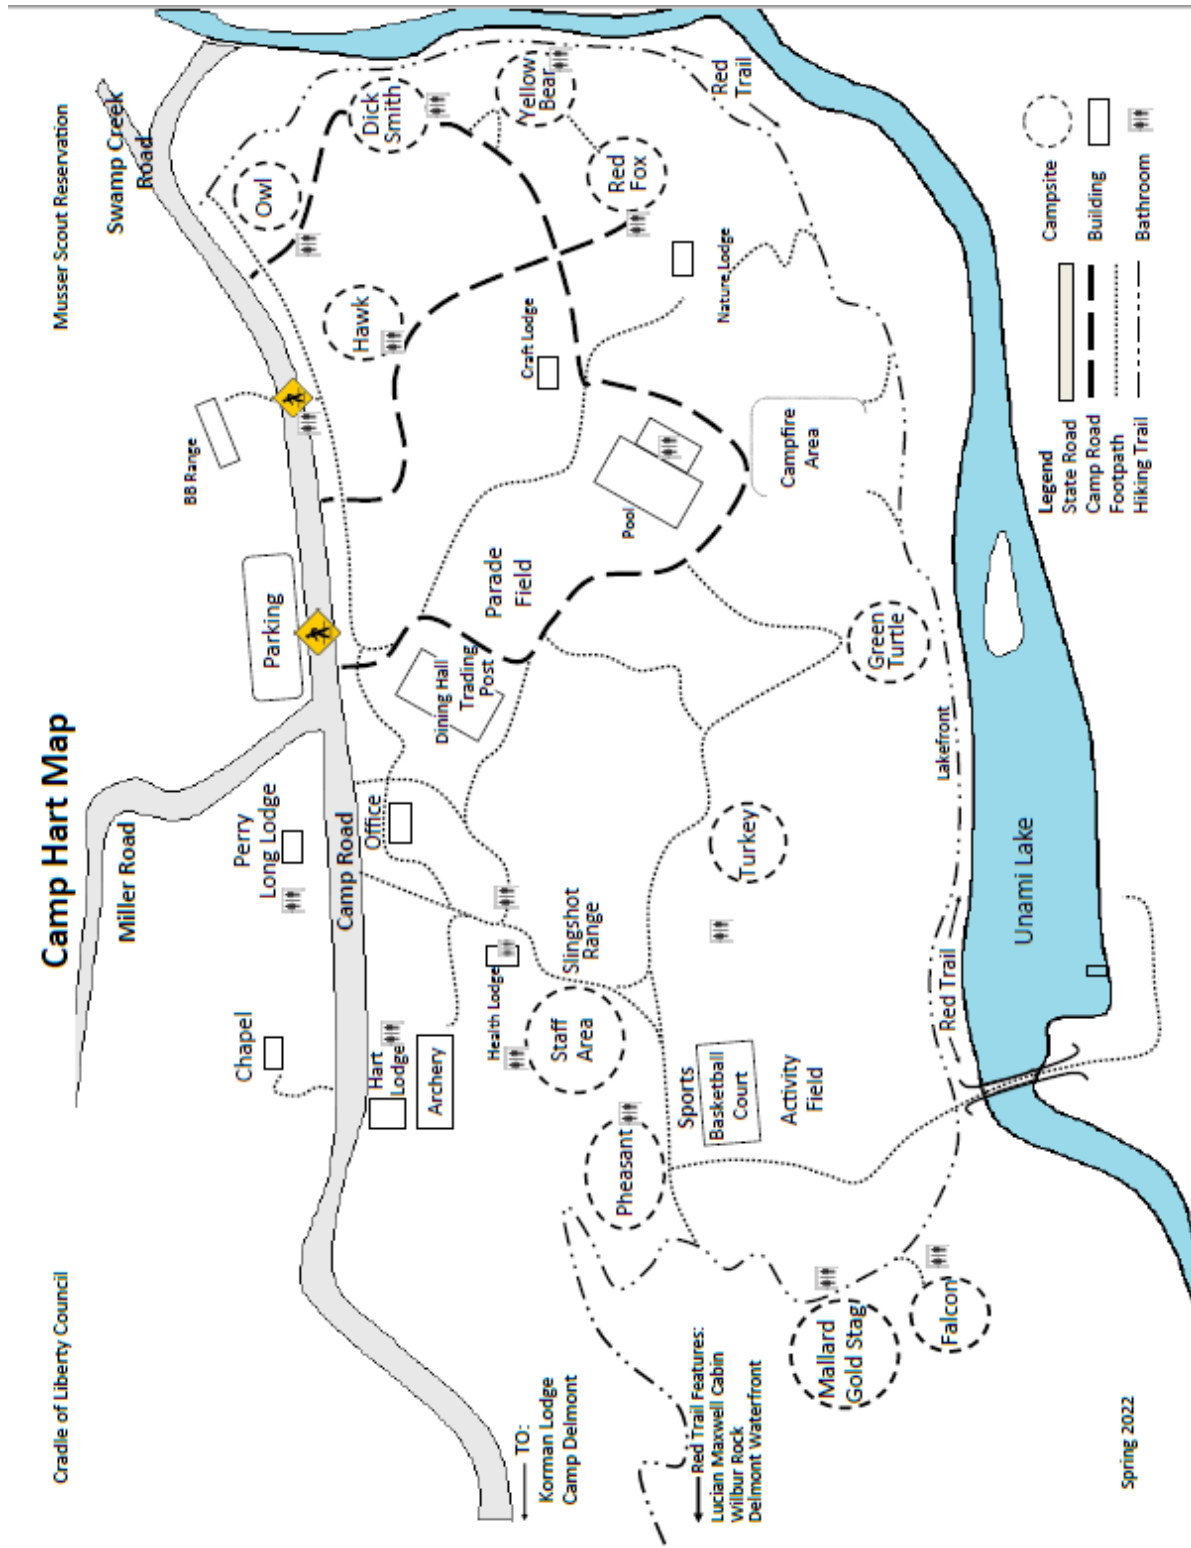 Cradle of Liberty Council
Camp Hart Map
Musser Scout Reservation
Miller Road
Swamp Creek
Road
Chapel
Perry
Long Lodge
Parking
BB Range
Camp Road
Owl
Hart
Lodge
Office
Hawk
Dick
Smith
Archery
Dining Hall
Trading
Post
Parade
Field
Craft Lodge
Yellow
Bear
TO:
Korman Lodge
Camp Delmont
Health Lodge
Staff
Area
Slingshot
Range
Pool
Red
Fox
Pheasant
Nature Lodge
Red
Trail
Sports
Basketball
Court
Turkey
Red Trail Features:
Lucian Maxwell Cabin
Wilbur Rock
Delmont Waterfront
Activity
Field
Campfire
Area
Mallard
Gold Stag
Green
Turtle
Falcon
Red Trail
Lakefront
Unami Lake
Legend
State Road
Camp Road
Footpath
Hiking Trail
Campsite
Building
Bathroom
Spring 2022